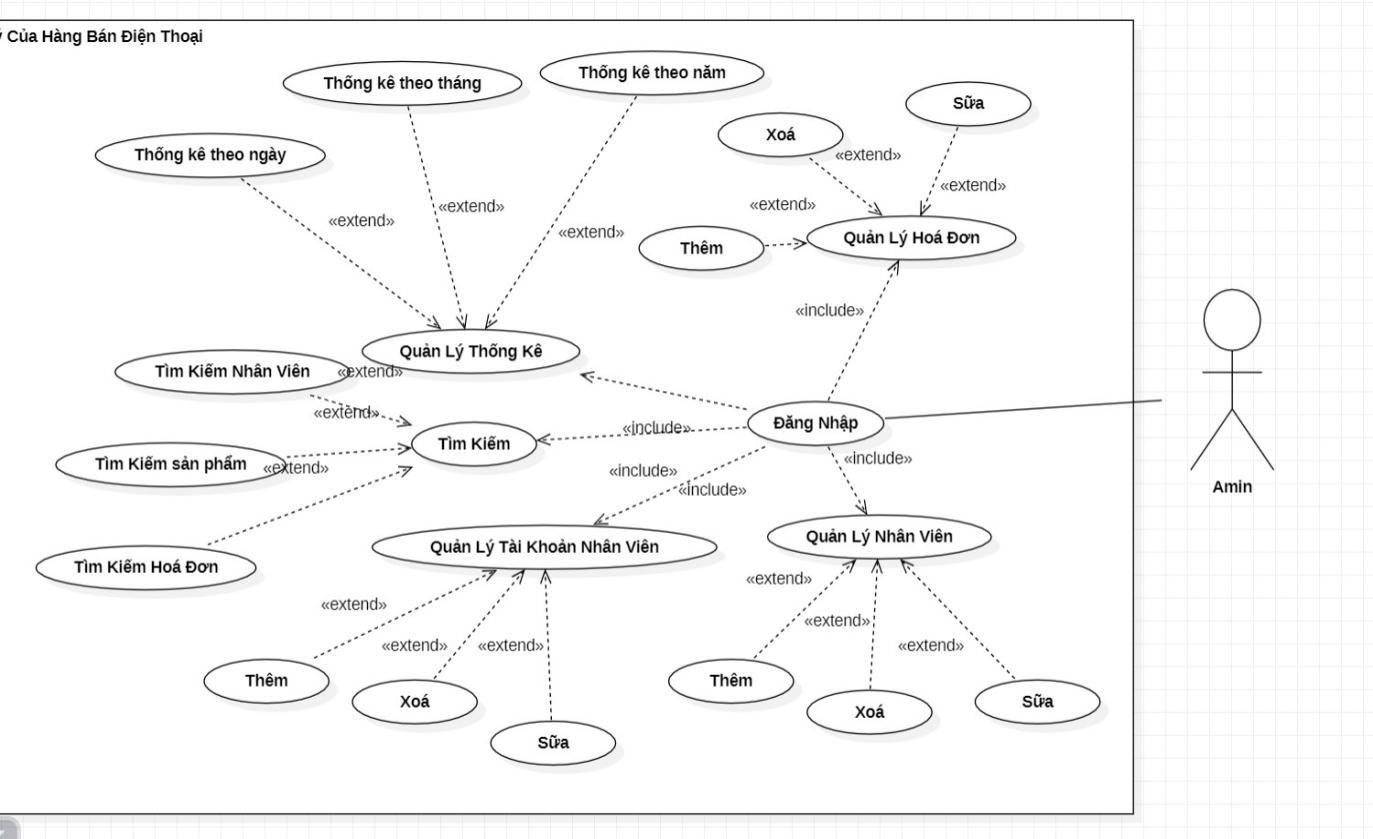 ý Của Hàng Bán Điện Thoại
Thống kê theo năm
Thống kê theo tháng
Sữa
Xoá
Thống kê theo ngày
«extend»
«extend»
«extend»
«extend»
«extend»
«extend»
Thêm
Quản Lý Hoá Đơn
«include»
Quản Lý Thống Kê
Tìm Kiếm Nhân Viên
«extend»
«extend»
Đăng Nhập
«include»
Tìm Kiếm
«include»
Tìm Kiếm sản phẩm
«extend»
«include»
«include»
Amin
Quản Lý Nhân Viên
Quản Lý Tài Khoản Nhân Viên
Tìm Kiếm Hoá Đơn
«extend»
«extend»
«extend»
«extend»
«extend»
«extend»
Thêm
Thêm
Xoá
Sữa
Xoá
Sữa